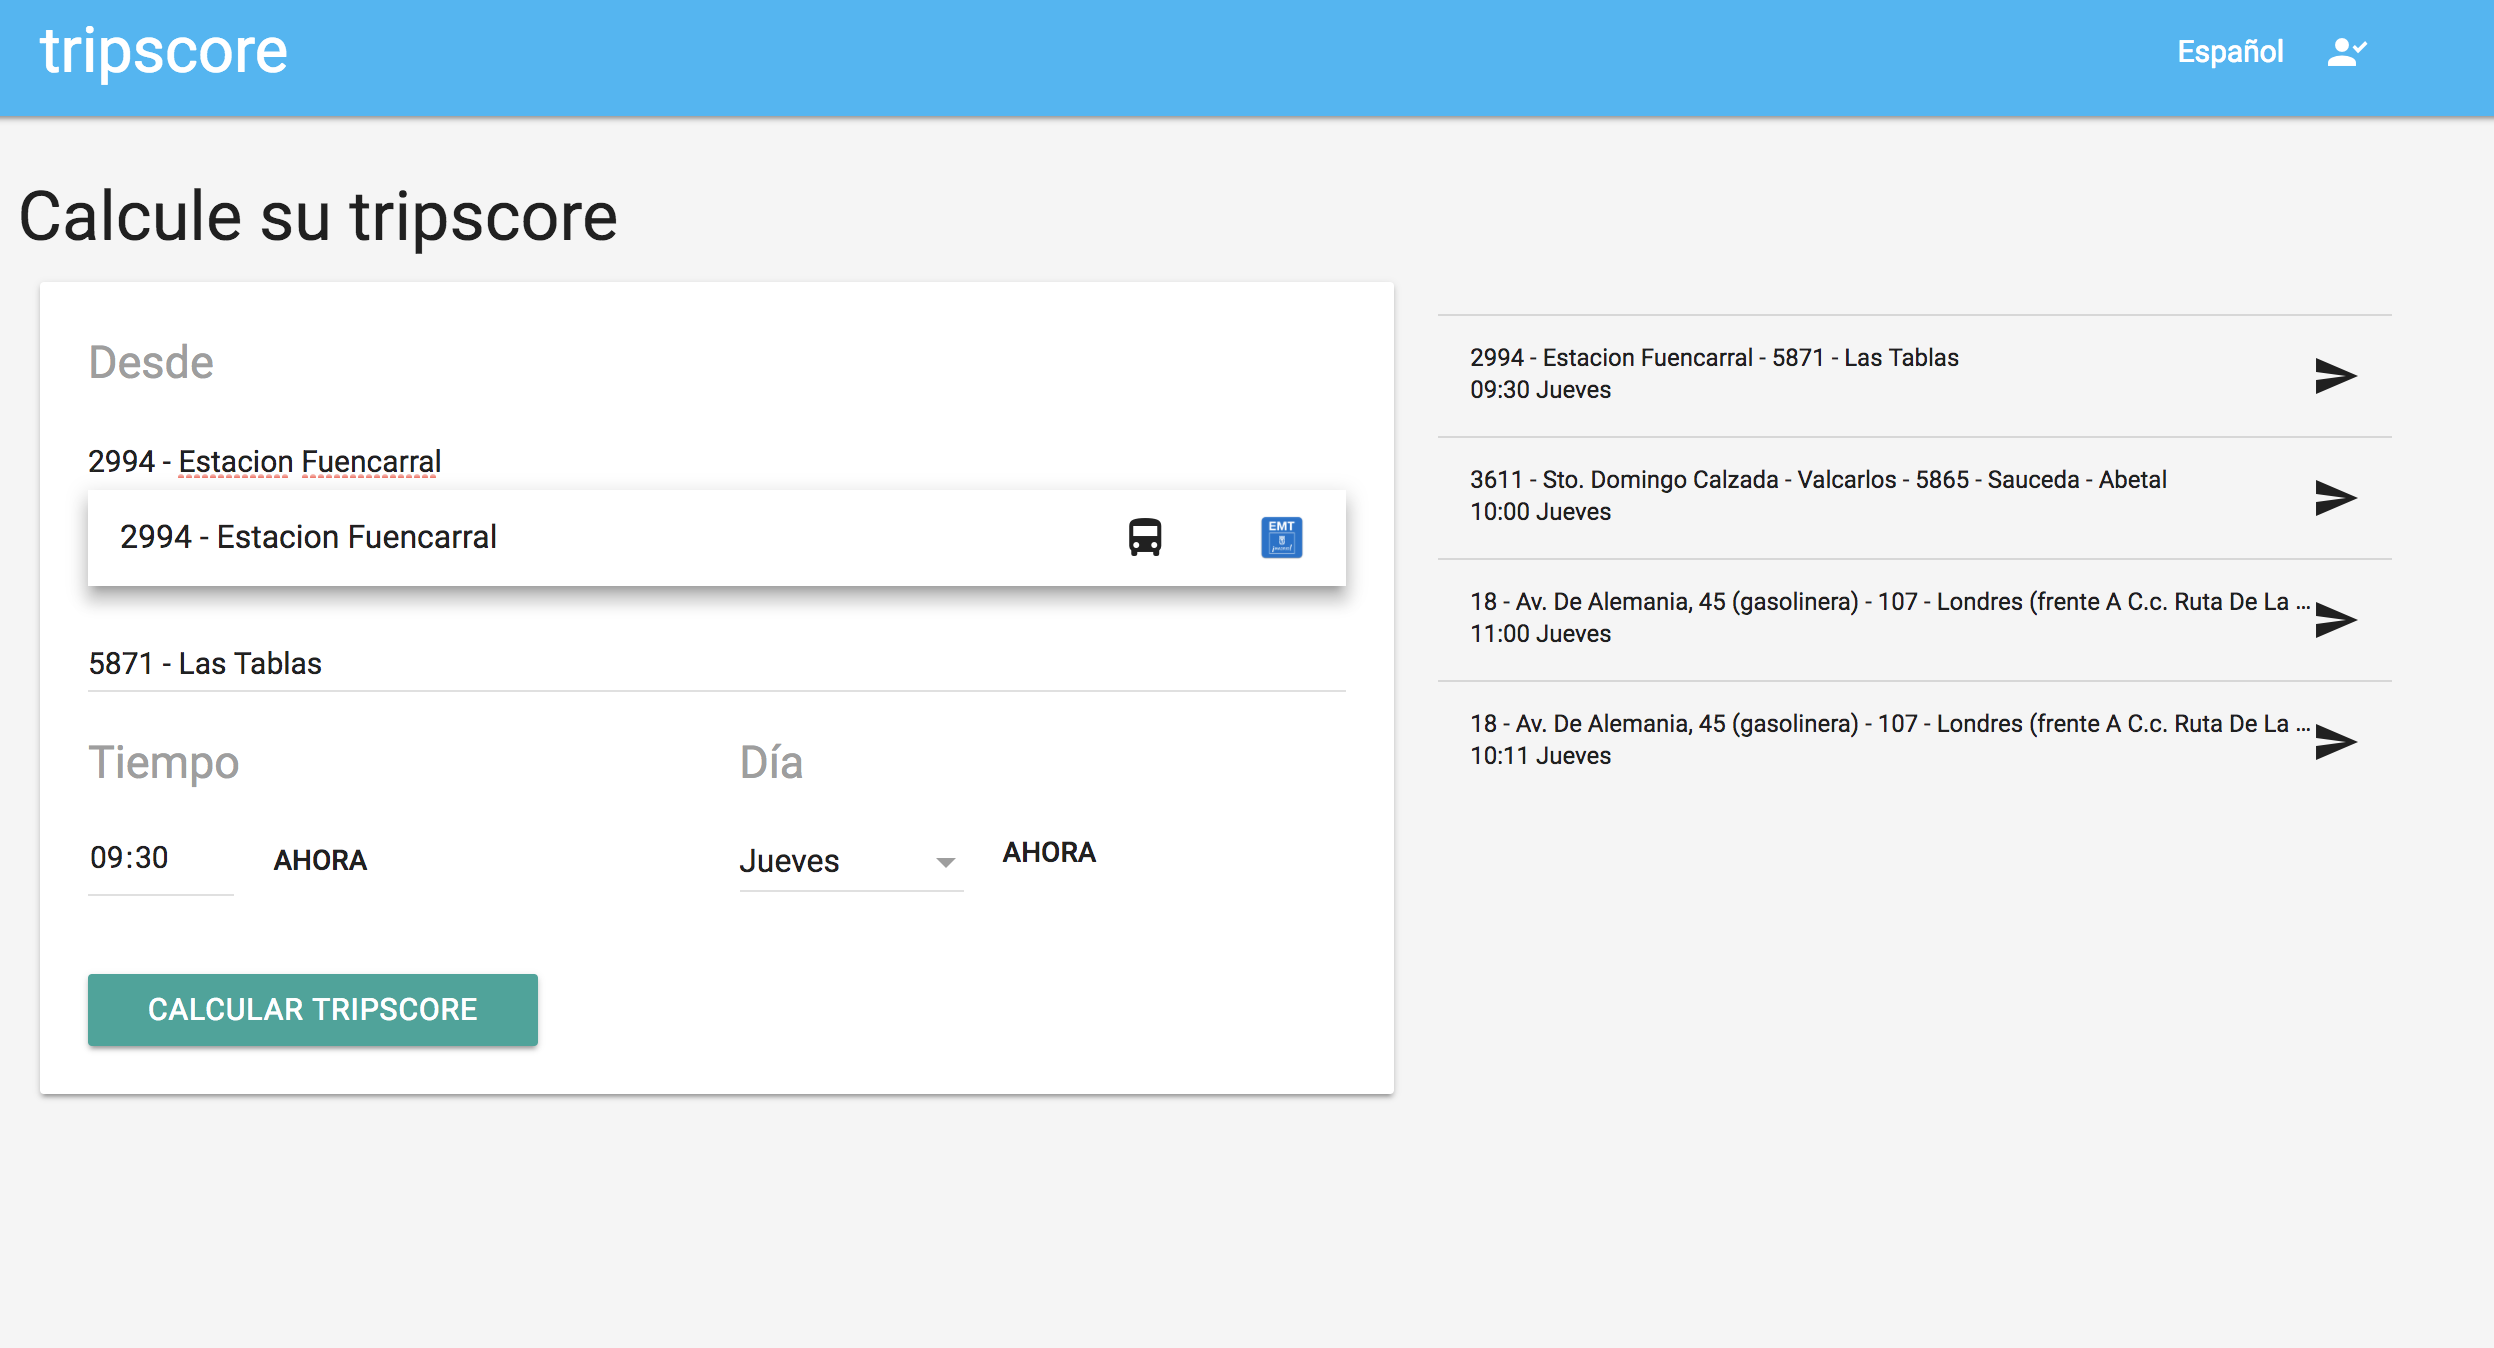 tripscore
Español
Calcule su tripscore
Desde
2994 - Estacion Fuencarral
2994 - Estacion Fuencarral
EMT
5871 - Las Tablas
Tiempo
Día
09:30
AHORA
Jueves
AHORA
CALCULAR TRIPSCORE
2994 - Estacion Fuencarral - 5871 - Las Tablas
09:30 Jueves
3611 - Sto. Domingo Calzada - Valcarlos - 5865 - Sauceda - Abetal
10:00 Jueves
18 - Av. De Alemania, 45 (gasolinera) - 107 - Londres (frente A C.c. Ruta De La ...
11:00 Jueves
18 - Av. De Alemania, 45 (gasolinera) - 107 - Londres (frente A C.c. Ruta De La ...
10:11 Jueves